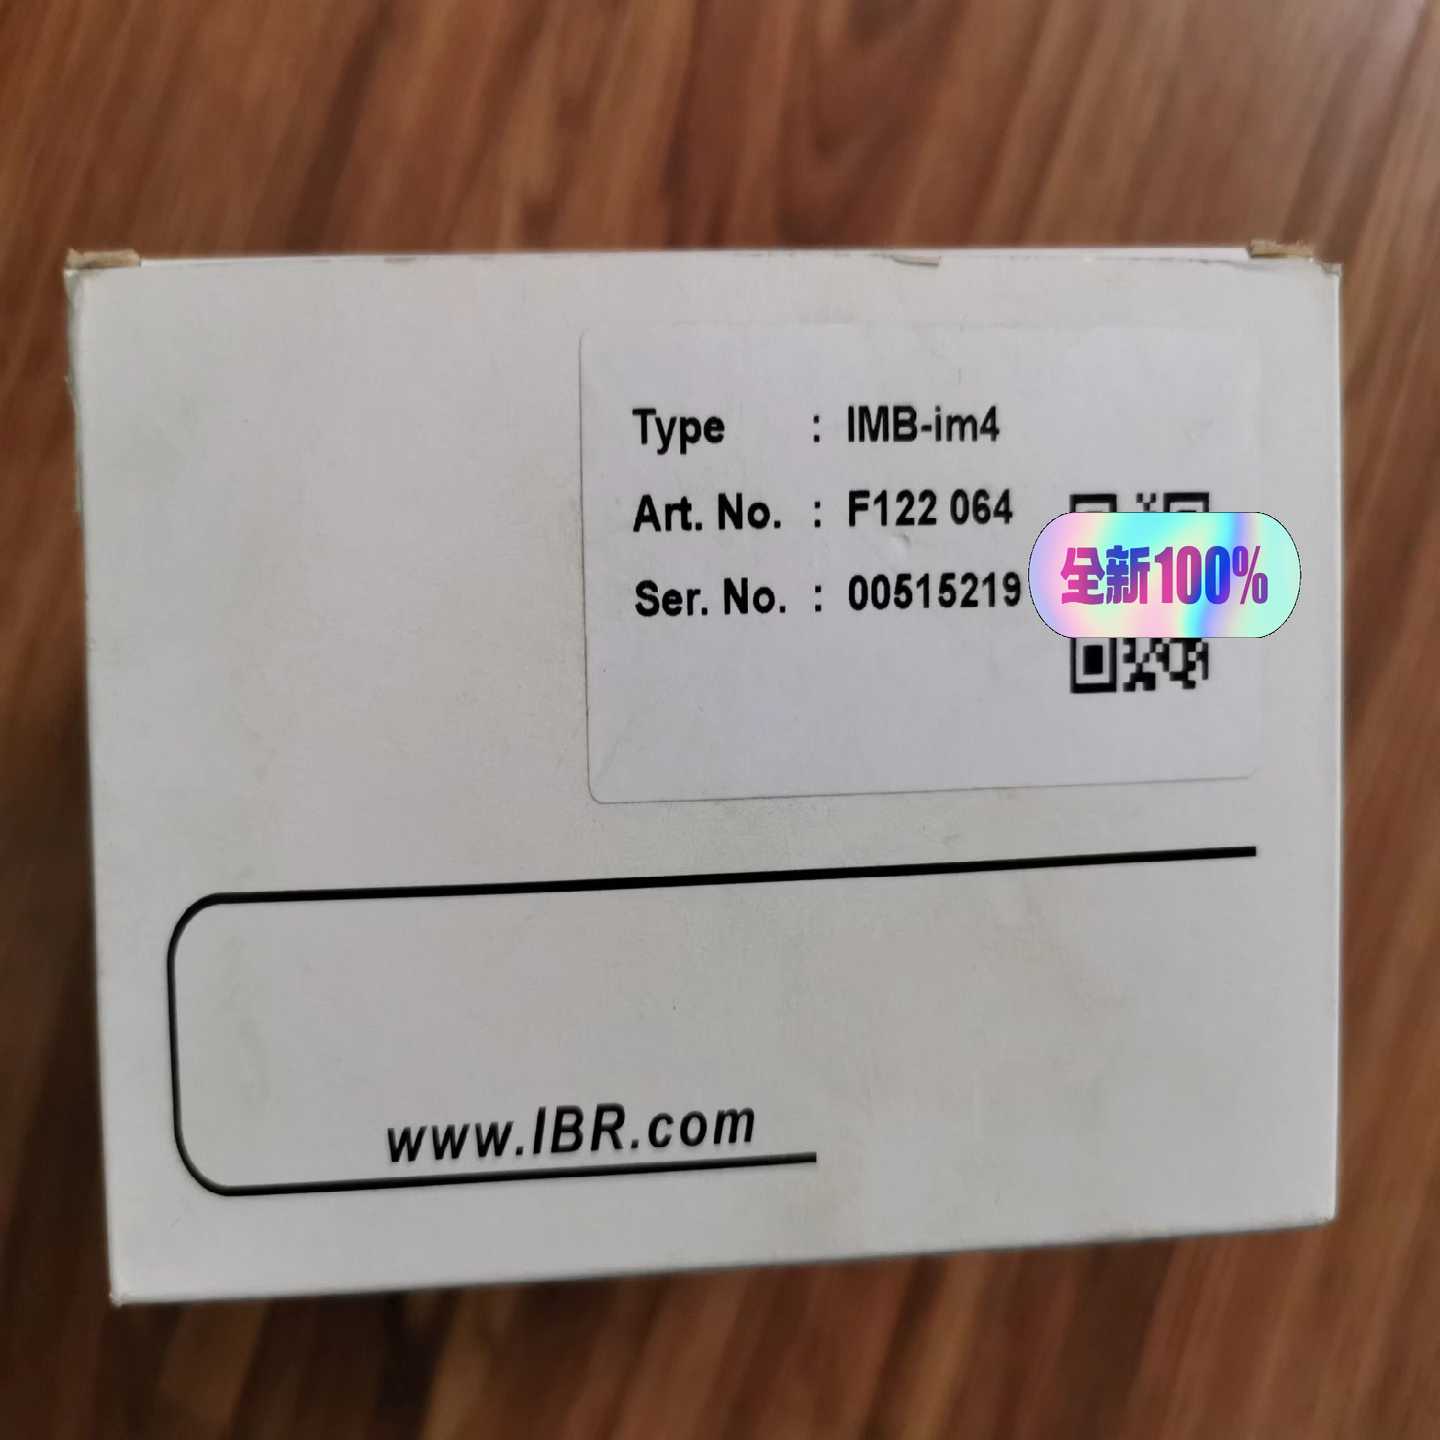 Type : IMB-im4
Art. No. : F122 064
Ser. No. : 00515219
全新100%
www.IBR.com